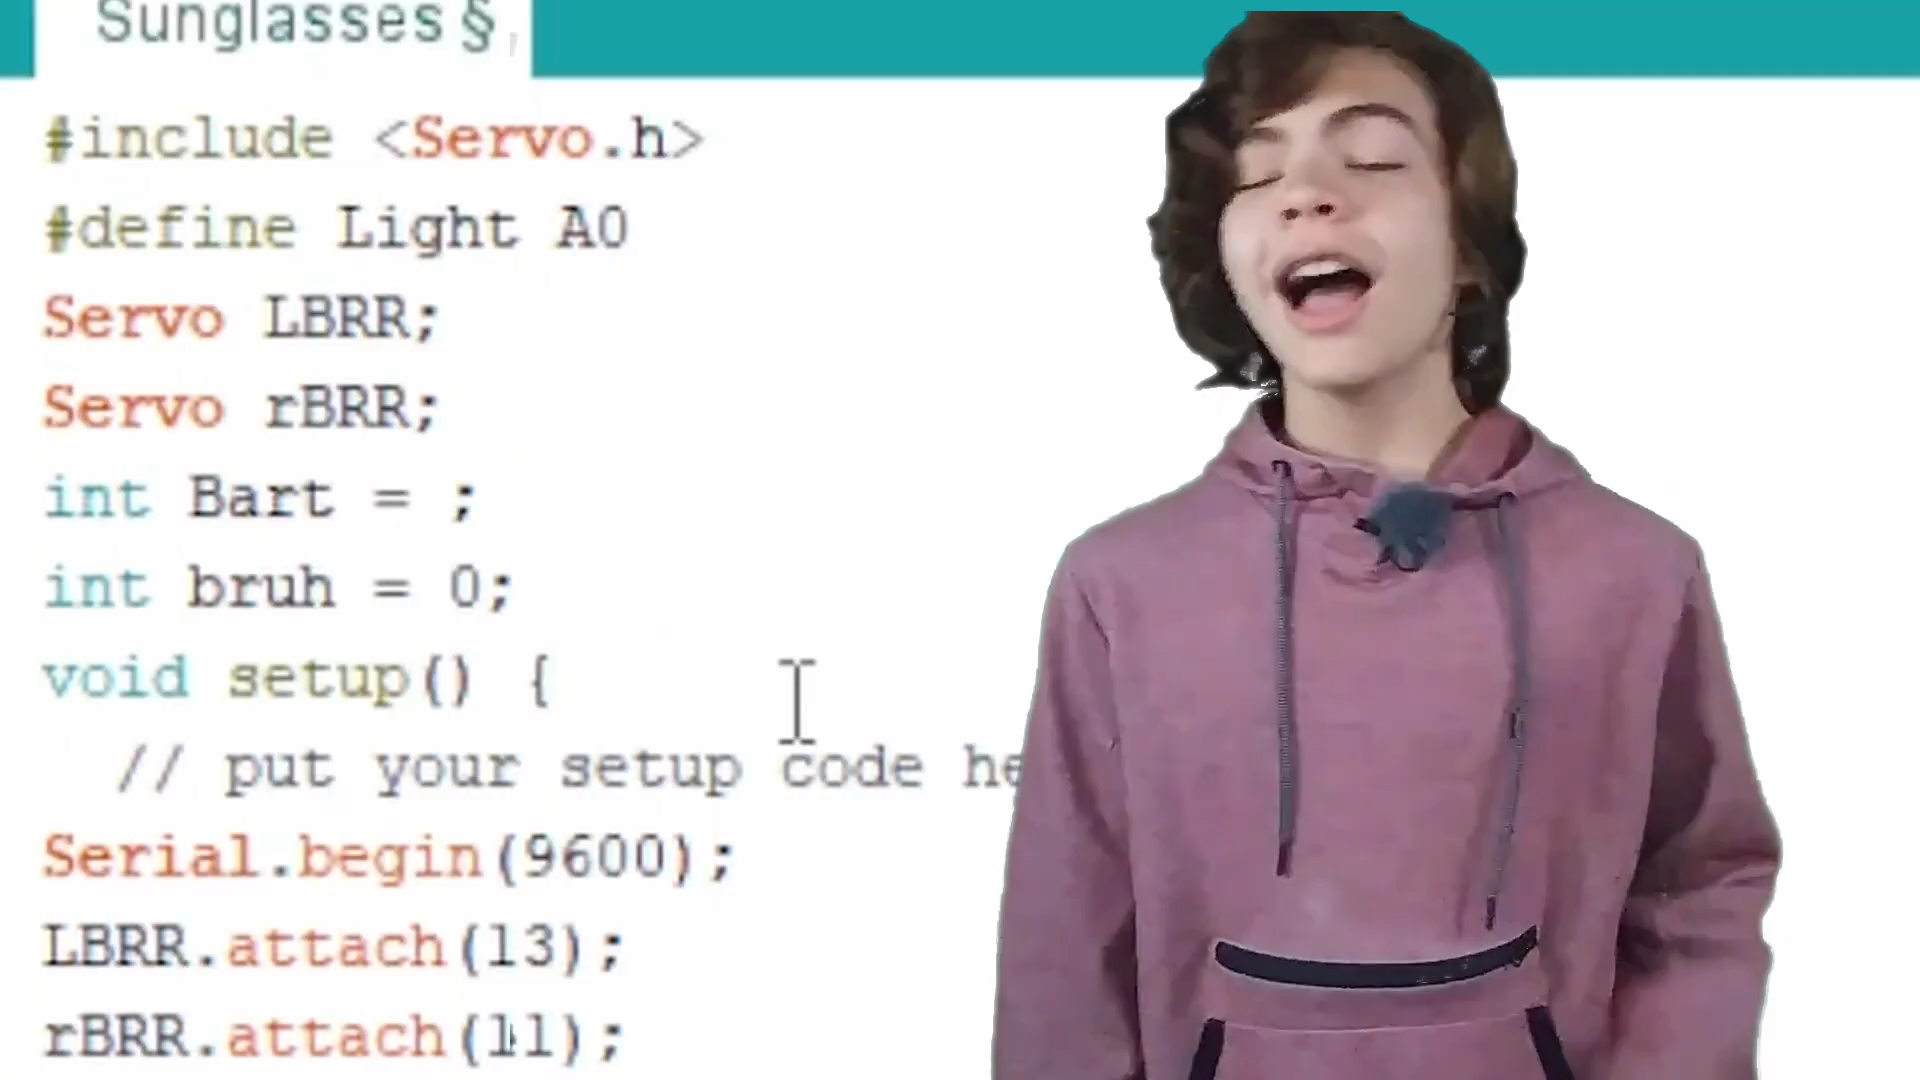 Sunglasses §
#include <Servo.h>
#define Light A0
Servo LBRR;
Servo rBRR;
int Bart = ;
int bruh = 0;
void setup() {
// put your setup code he
Serial.begin(9600);
LBRR.attach(13);
rBRR.attach(11);